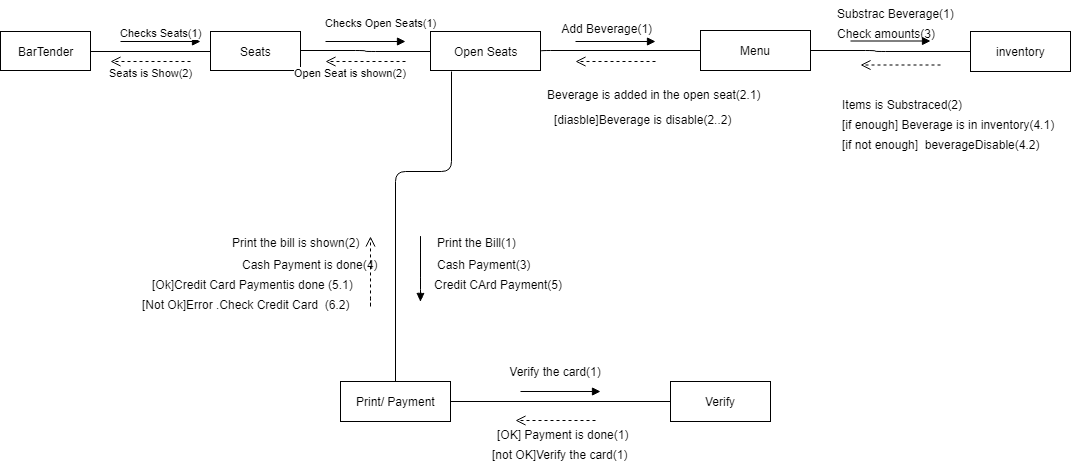 Substrac Beverage(1)
Checks Open Seats(1)
Add Beverage(1)
Check amounts(3)
Checks Seats(1)
BarTender
Seats
Open Seats
Menu
inventory
Seats is Show(2)
Open Seat is shown(2)
Beverage is added in the open seat(2.1)
[diasble]Beverage is disable(2..2)
Items is Substraced(2)
[if enough] Beverage is in inventory(4.1)
[if not enough] beverageDisable(4.2)
Print the bill is shown(2)
Cash Payment is done(4)
[Ok]Credit Card Paymentis done (5.1)
[Not Ok]Error .Check Credit Card (6.2)
Print the Bill(1)
Cash Payment(3)
Credit CArd Payment(5)
Verify the card(1)
Print/ Payment
Verify
[OK] Payment is done(1)
[not OK]Verify the card(1)